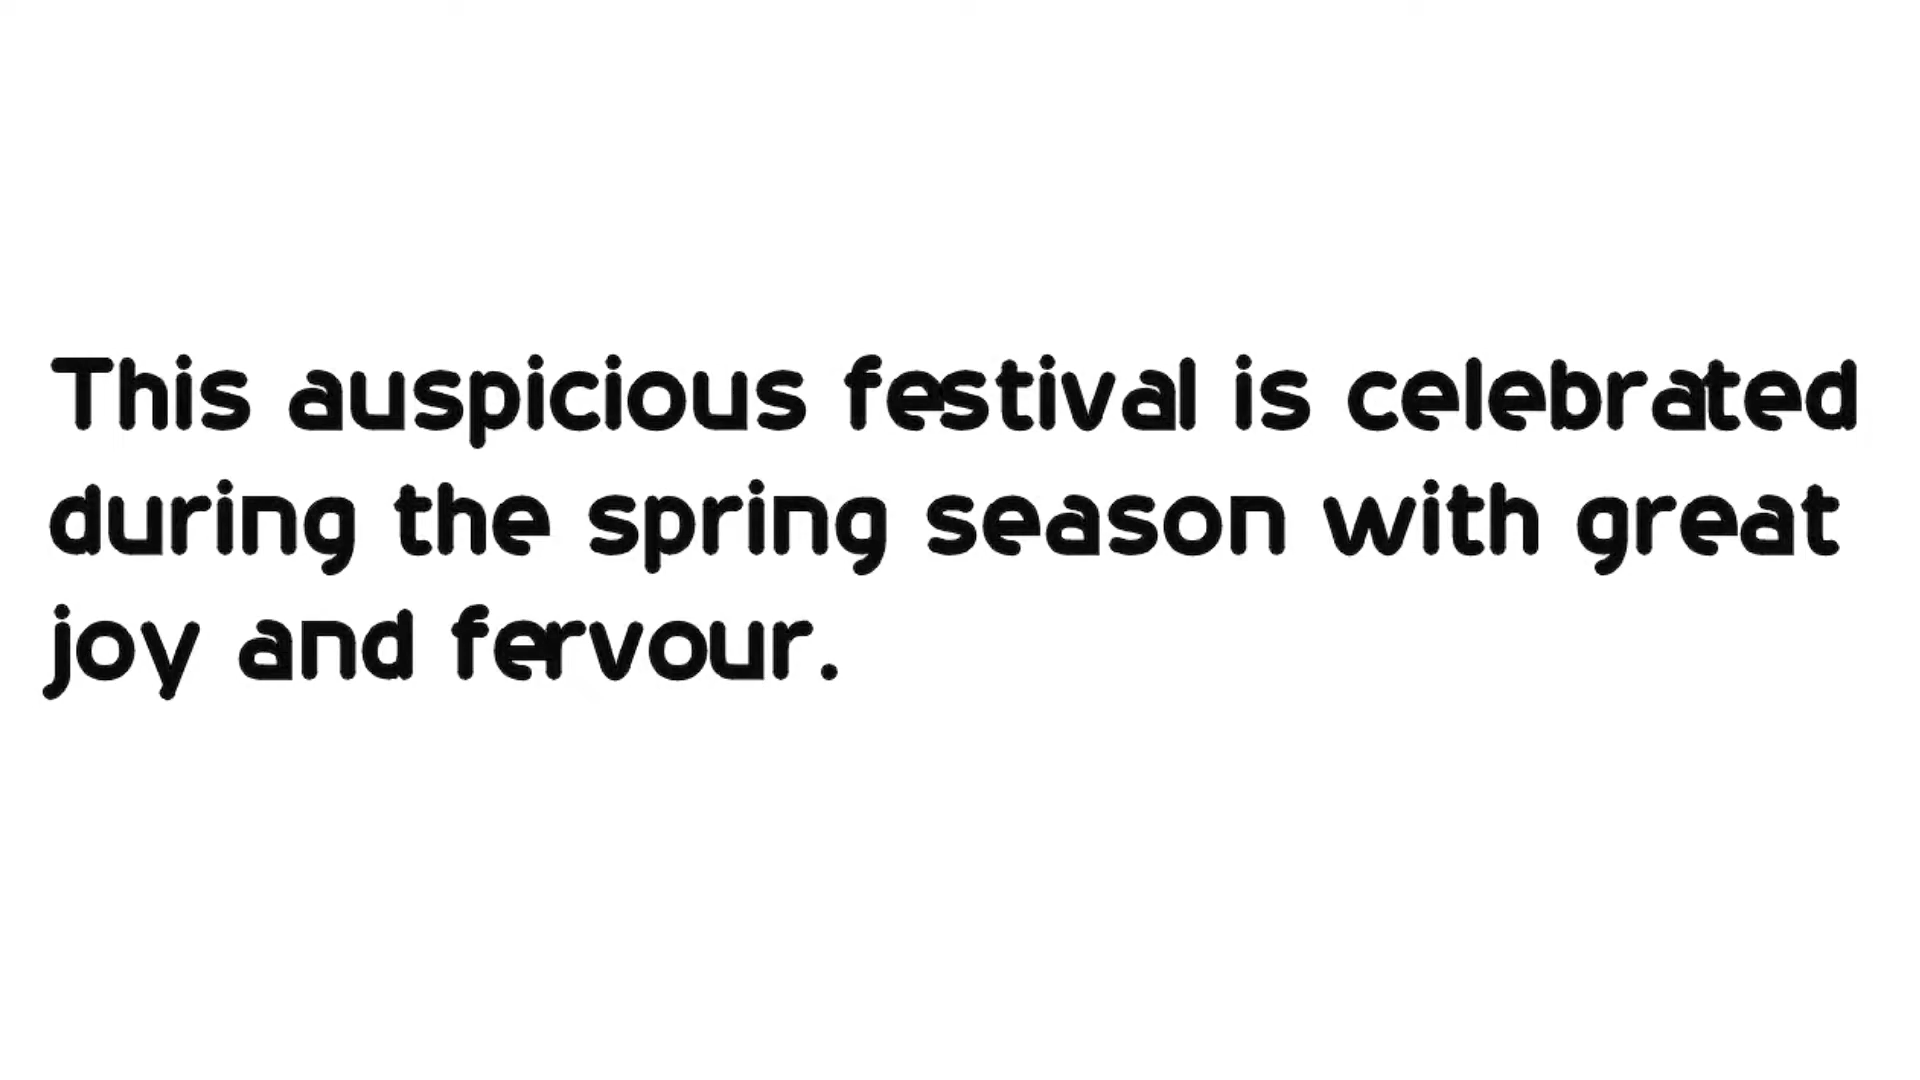 This auspicious festival is celebrated
during the spring season with great
joy and fervour.